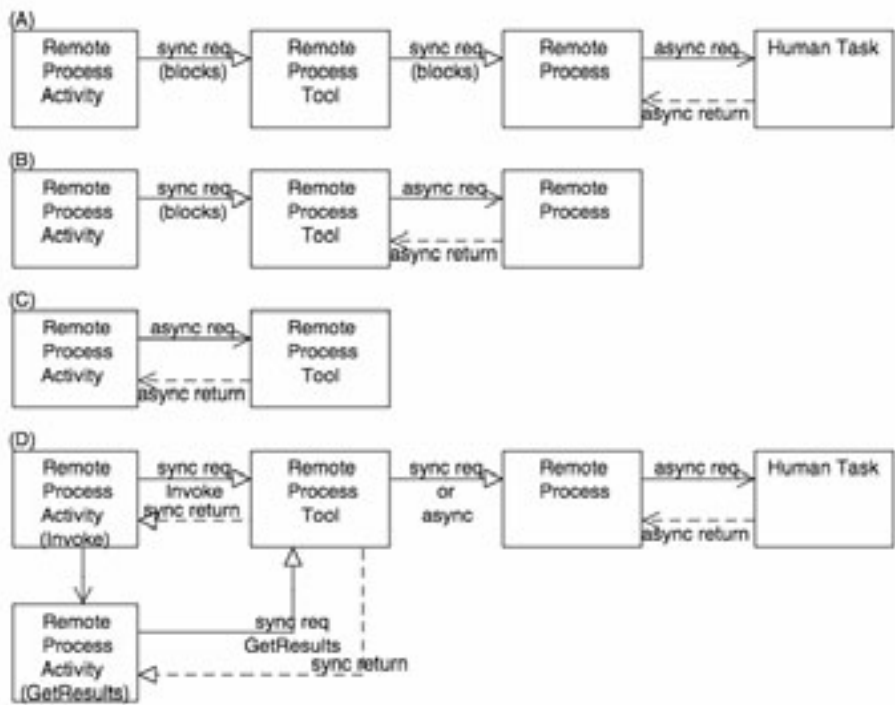 (A)
Remote
Process
Activity
sync req
(blocks)
Remote
Process
Tool
sync req
(blocks)
Remote
Process
async req
async return
Human Task
(B)
Remote
Process
Activity
sync req
(blocks)
Remote
Process
Tool
async req
async return
Remote
Process
(C)
Remote
Process
Activity
async req
async return
Remote
Process
Tool
(D)
Remote
Process
Activity
(Invoke)
sync req
Invoke
sync return
Remote
Process
Tool
sync req
or
async
Remote
Process
async req
async return
Human Task
Remote
Process
Activity
(GetResults)
sync req
GetResults
sync return